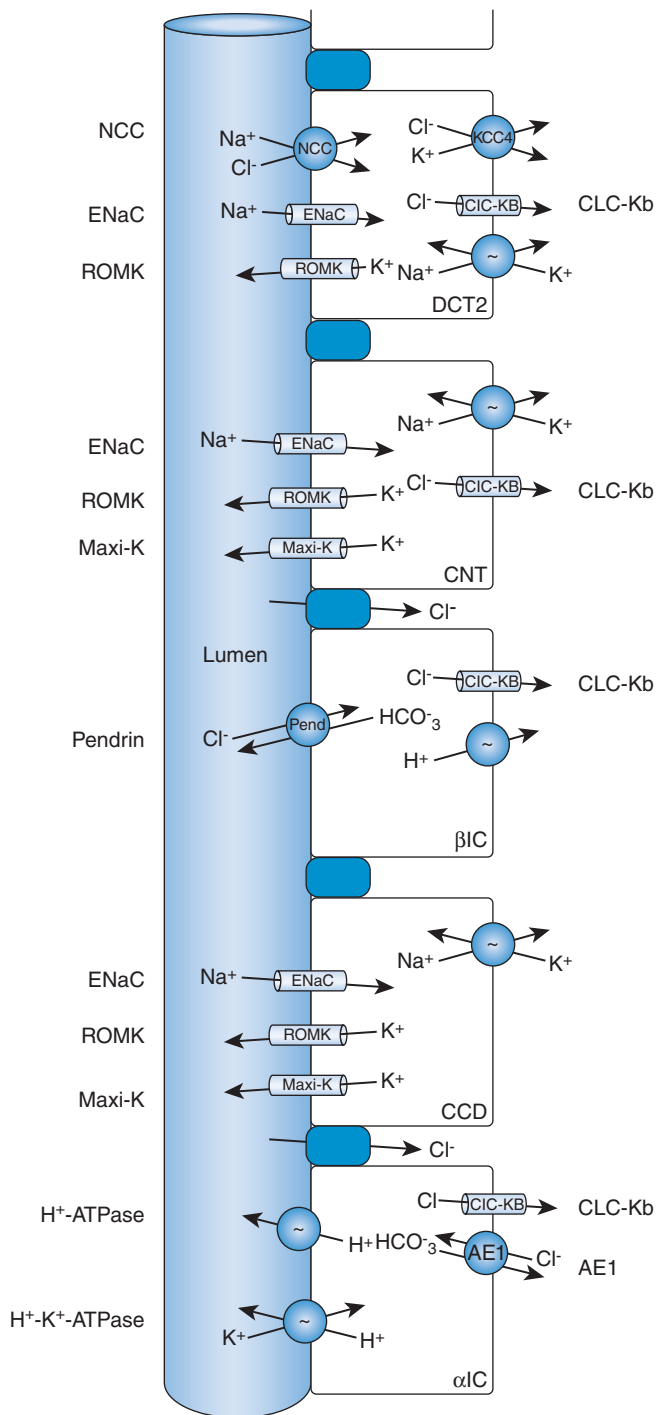 NCC
Na+
Cl-
NCC
Cl-
K+
KCC4
ENaC
Na+
ENaC
Cl-
ClC-KB
CLC-Kb
ROMK
ROMK
K+
Na+
~
K+
DCT2
~
Na+
K+
ENaC
Na+
ENaC
ROMK
ROMK
K+
Cl-
ClC-KB
CLC-Kb
Maxi-K
Maxi-K
K+
CNT
Cl-
Lumen
Cl-
ClC-KB
CLC-Kb
Pendrin
Cl-
Pend
HCO-3
H+
~
βIC
~
Na+
K+
ENaC
Na+
ENaC
ROMK
ROMK
K+
Maxi-K
Maxi-K
K+
CCD
Cl-
Cl
ClC-KB
CLC-Kb
H+-ATPase
~
H+
HCO-3
AE1
Cl-
AE1
H+-K+-ATPase
K+
~
H+
αIC